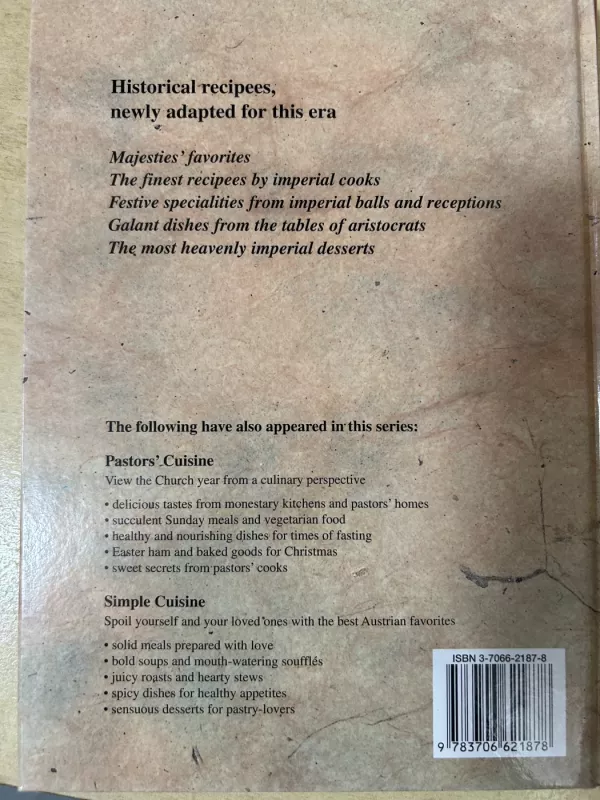 Historical recipees,
newly adapted for this era
Majesties' favorites
The finest recipees by imperial cooks
Festive specialities from imperial balls and receptions
Galant dishes from the tables of aristocrats
The most heavenly imperial desserts
The following have also appeared in this series:
Pastors' Cuisine
View the Church year from a culinary perspective
• delicious tastes from monestary kitchens and pastors' homes
• succulent Sunday meals and vegetarian food
• healthy and nourishing dishes for times of fasting
• Easter ham and baked goods for Christmas
• sweet secrets from pastors' cooks
Simple Cuisine
Spoil yourself and your loved ones with the best Austrian favorites
• solid meals prepared with love
• bold soups and mouth-watering soufflés
• juicy roasts and hearty stews
• spicy dishes for healthy appetites
• sensuous desserts for pastry-lovers
ISBN 3-7066-2187-8
9 783706 621878